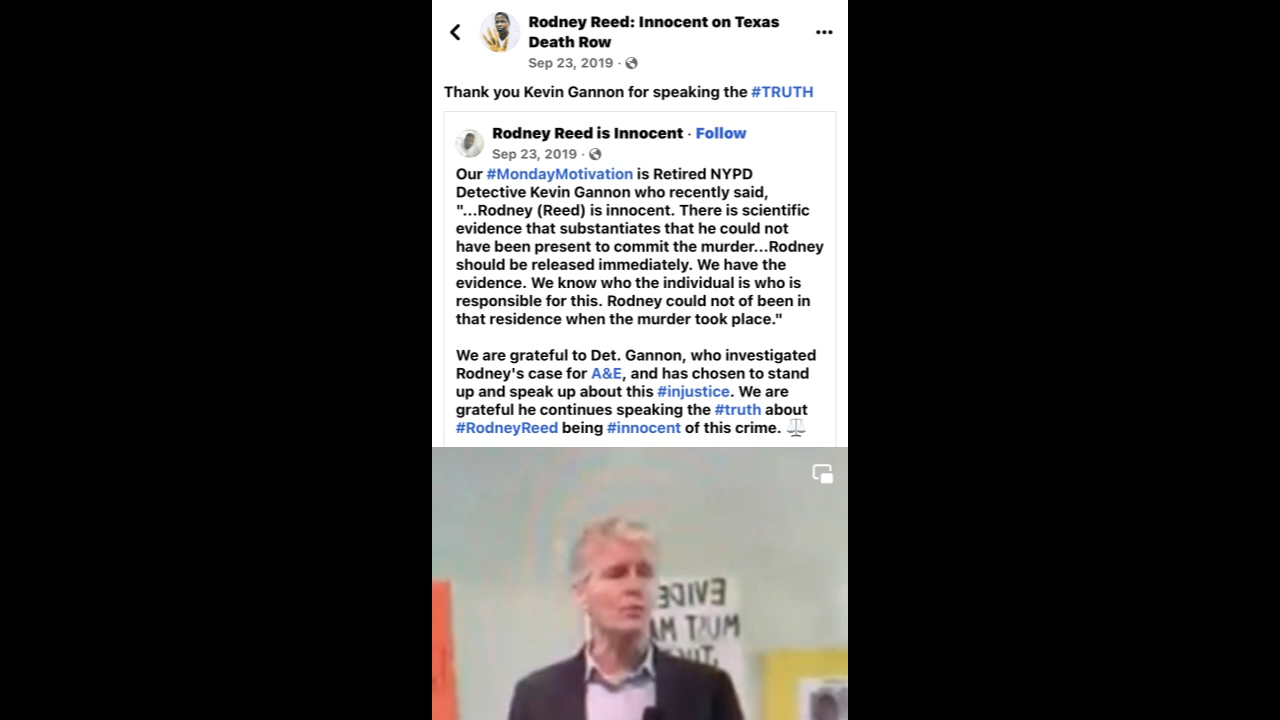 Rodney Reed: Innocent on Texas
Death Row
Sep 23, 2019 ·
Thank you Kevin Gannon for speaking the #TRUTH
Rodney Reed is Innocent · Follow
Sep 23, 2019 ·
Our #MondayMotivation is Retired NYPD
Detective Kevin Gannon who recently said,
"...Rodney (Reed) is innocent. There is scientific
evidence that substantiates that he could not
have been present to commit the murder...Rodney
should be released immediately. We have the
evidence. We know who the individual is who is
responsible for this. Rodney could not of been in
that residence when the murder took place."
We are grateful to Det. Gannon, who investigated
Rodney's case for A&E, and has chosen to stand
up and speak up about this #injustice. We are
grateful he continues speaking the #truth about
#RodneyReed being #innocent of this crime.
EVIDE
MUST MA